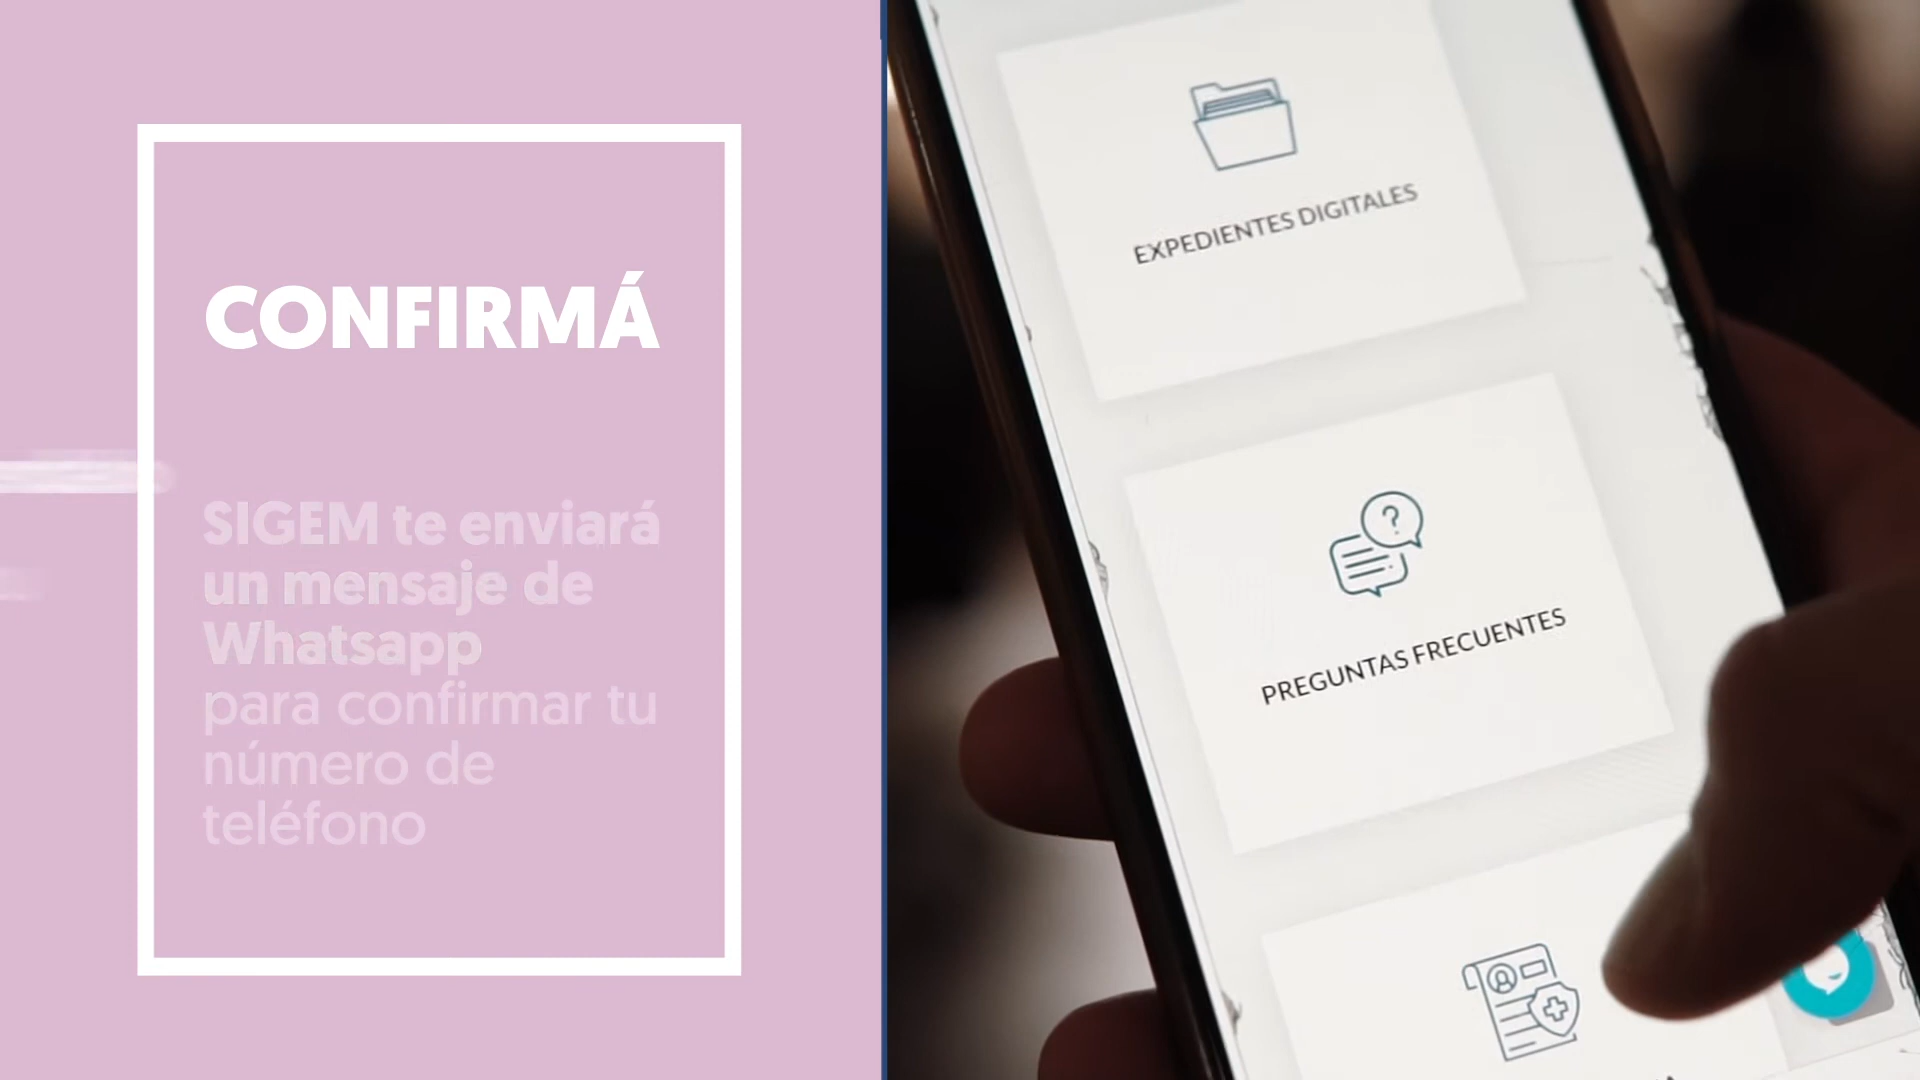 CONFIRMÁ
SIGEM te enviará
un mensaje de
Whatsapp
para confirmar tu
número de
teléfono
EXPEDIENTES DIGITALES
?
PREGUNTAS FRECUENTES